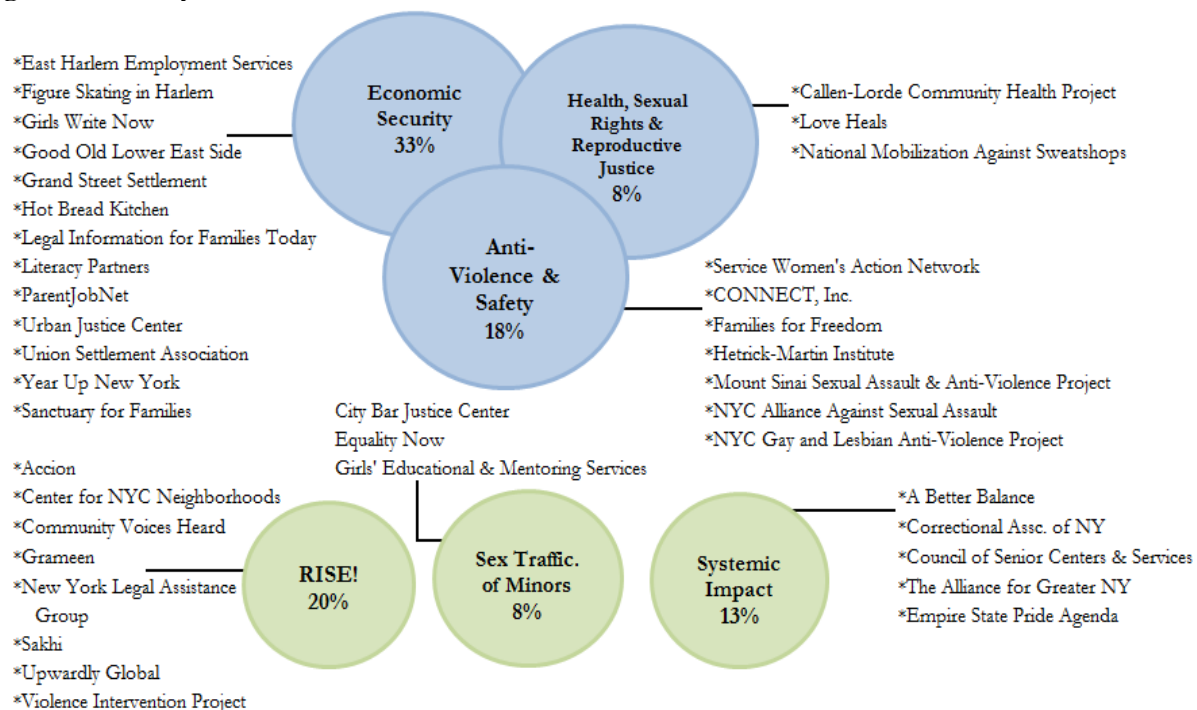 *East Harlem Employment Services
*Figure Skating in Harlem
*Girls Write Now
*Good Old Lower East Side
*Grand Street Settlement
*Hot Bread Kitchen
*Legal Information for Families Today
*Literacy Partners
*ParentJobNet
*Urban Justice Center
*Union Settlement Association
*Year Up New York
*Sanctuary for Families
Economic
Security
33%
Health, Sexual
Rights &
Reproductive
Justice
8%
*Callen-Lorde Community Health Project
*Love Heals
*National Mobilization Against Sweatshops
Anti-
Violence &
Safety
18%
*Service Women's Action Network
*CONNECT, Inc.
*Families for Freedom
*Hetrick-Martin Institute
*Mount Sinai Sexual Assault & Anti-Violence Project
*NYC Alliance Against Sexual Assault
*NYC Gay and Lesbian Anti-Violence Project
*Accion
*Center for NYC Neighborhoods
*Community Voices Heard
*Grameen
*New York Legal Assistance
Group
*Sakhi
*Upwardly Global
*Violence Intervention Project
RISE!
20%
City Bar Justice Center
Equality Now
Girls' Educational & Mentoring Services
Sex Traffic.
of Minors
8%
Systemic
Impact
13%
*A Better Balance
*Correctional Assc. of NY
*Council of Senior Centers & Services
*The Alliance for Greater NY
*Empire State Pride Agenda